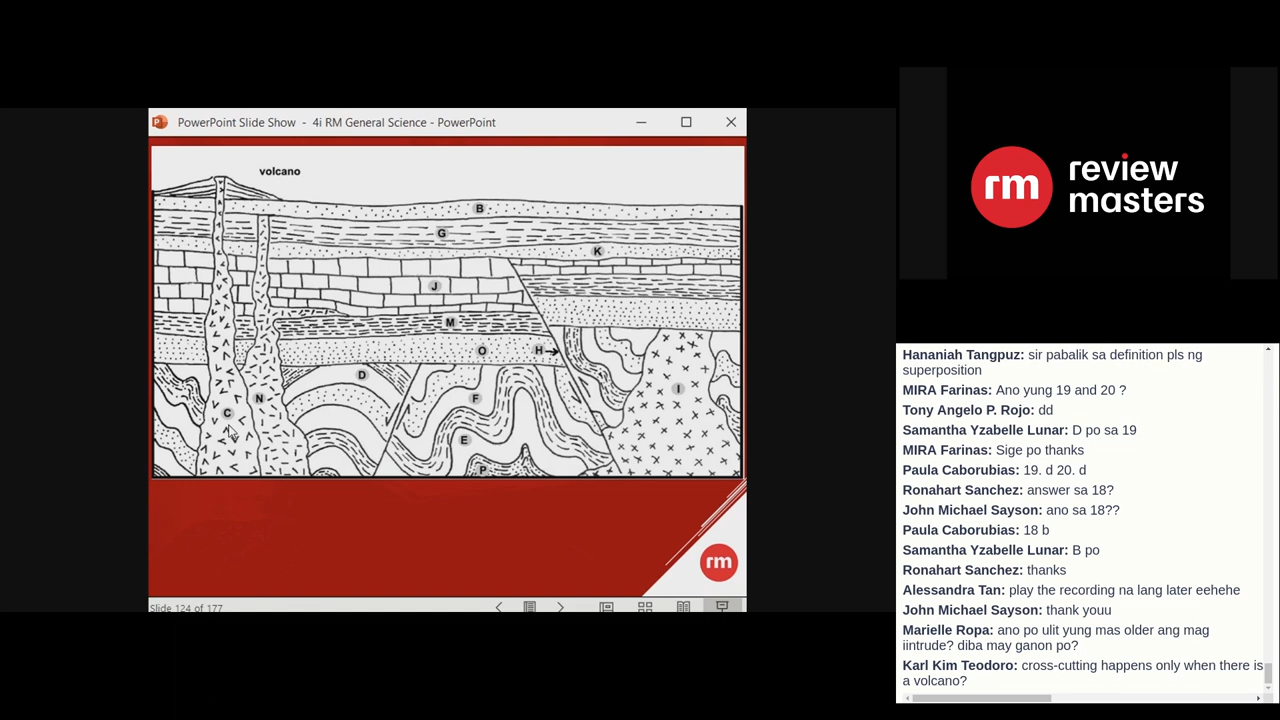 PowerPoint Slide Show - 4i RM General Science - PowerPoint
volcano
B
G
K
J
M
O
H
D
I
N
F
C
E
P
rm
Slide 124 of 177
rm review
masters
Hananiah Tangpuz: sir pabalik sa definition pls ng
superposition
MIRA Farinas: Ano yung 19 and 20 ?
Tony Angelo P. Rojo: dd
Samantha Yzabelle Lunar: D po sa 19
MIRA Farinas: Sige po thanks
Paula Caborubias: 19. d 20. d
Ronahart Sanchez: answer sa 18?
John Michael Sayson: ano sa 18??
Paula Caborubias: 18 b
Samantha Yzabelle Lunar: B po
Ronahart Sanchez: thanks
Alessandra Tan: play the recording na lang later eehehe
John Michael Sayson: thank youu
Marielle Ropa: ano po ulit yung mas older ang mag
iintrude? diba may ganon po?
Karl Kim Teodoro: cross-cutting happens only when there is
a volcano?